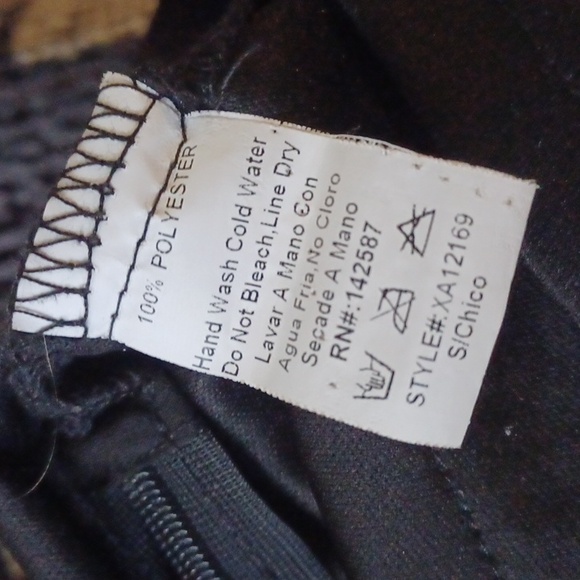 100% POLYESTER
Hand Wash Cold Water
Do Not Bleach,Line Dry
Lavar A Mano Con
Agua Fria,No Cloro
Secade A Mano
RN#:142587
STYLE#:XA12169
S/Chico